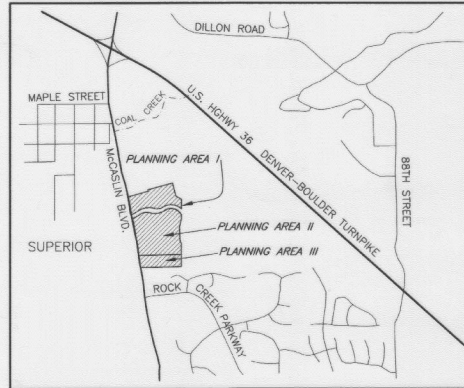 DILLON ROAD
MAPLE STREET
COAL CREEK
U.S. HGHWY 36 DENVER-BOULDER TURNPIKE
88TH STREET
McCASLIN BLVD.
PLANNING AREA I
PLANNING AREA II
SUPERIOR
PLANNING AREA III
ROCK CREEK PARKWAY